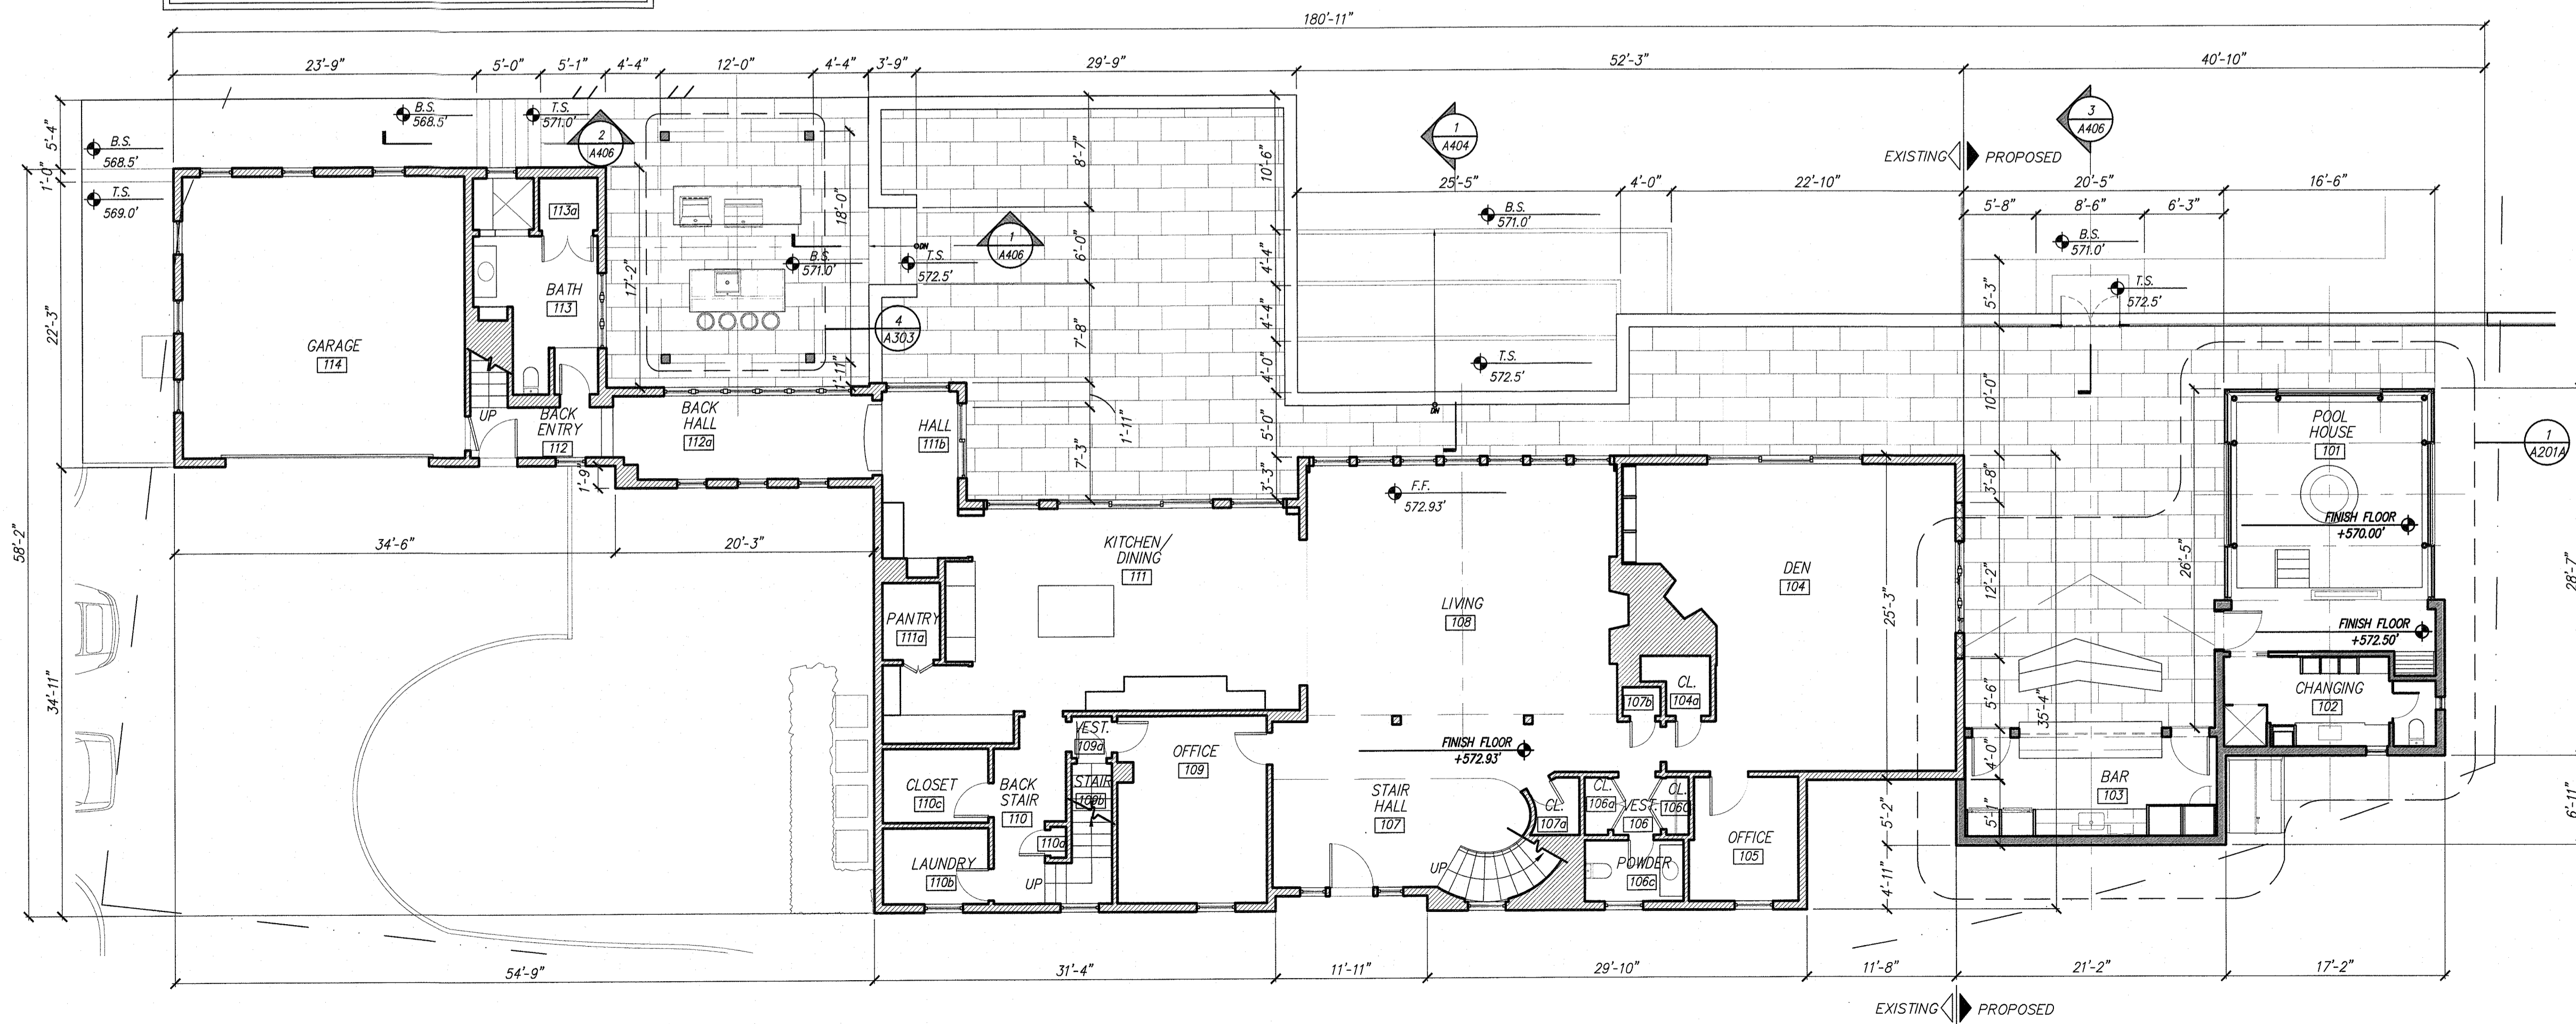 180'-11"
23'-9" 5'-0" 5'-1" 4'-4" 12'-0" 4'-4" 3'-9" 29'-9" 52'-3" 40'-10"
5'-4"
1'-0"
22'-3"
34'-11"
58'-2"
B.S.
568.5'
T.S.
569.0'
B.S.
568.5'
T.S.
571.0'
2
A406
GARAGE
114
113a
BATH
113
UP
BACK
ENTRY
112
1'-9"
17'-2"
18'-0"
1'-11"
B.S.
571.0'
DN
T.S.
572.5'
4
A303
1
A406
BACK
HALL
112a
HALL
111b
8'-7"
6'-0"
7'-8"
1'-11"
7'-3"
10'-6"
4'-4"
4'-4"
4'-0"
5'-0"
3'-3"
1
A404
25'-5" 4'-0" 22'-10"
B.S.
571.0'
T.S.
572.5'
DN
EXISTING PROPOSED
3
A406
20'-5" 16'-6"
5'-8" 8'-6" 6'-3"
B.S.
571.0'
T.S.
572.5'
5'-3"
10'-0"
3'-8"
12'-2"
5'-6"
4'-0"
5'-1"
35'-4"
26'-5"
25'-3"
5'-2"
4'-11"
28'-7"
6'-11"
1
A201A
POOL
HOUSE
101
FINISH FLOOR
+570.00'
FINISH FLOOR
+572.50'
CHANGING
102
BAR
103
34'-6" 20'-3"
F.F.
572.93'
KITCHEN/
DINING
111
PANTRY
111a
LIVING
108
DEN
104
CL.
104a
107b
FINISH FLOOR
+572.93'
VEST.
109a
OFFICE
109
STAIR
109b
CLOSET
110c
BACK
STAIR
110
110a
LAUNDRY
110b
UP
STAIR
HALL
107
UP
CL.
107a
CL.
106a
VEST.
106
CL.
POWDER
106c
OFFICE
105
54'-9" 31'-4" 11'-11" 29'-10" 11'-8" 21'-2" 17'-2"
EXISTING PROPOSED